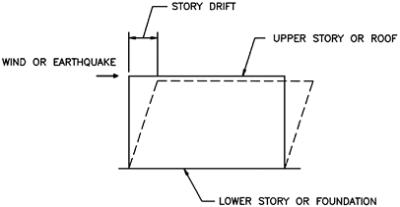 STORY DRIFT
UPPER STORY OR ROOF
WIND OR EARTHQUAKE
LOWER STORY OR FOUNDATION